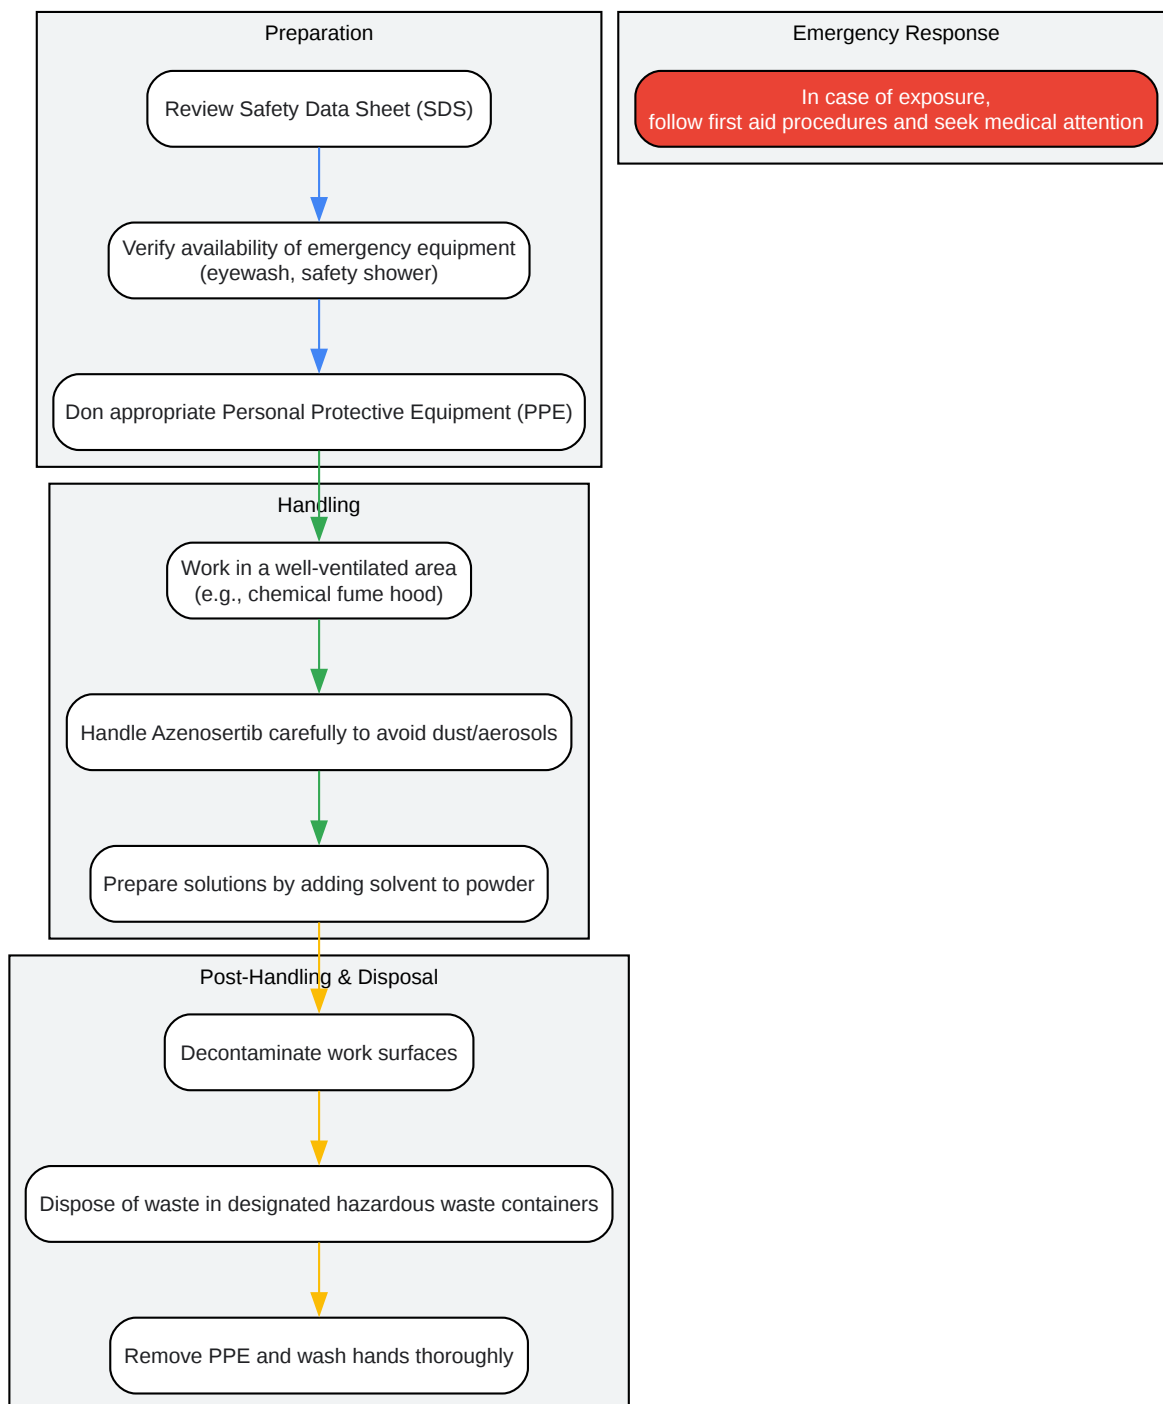 Preparation
Review Safety Data Sheet (SDS)
Verify availability of emergency equipment
(eyewash, safety shower)
Don appropriate Personal Protective Equipment (PPE)
Emergency Response
In case of exposure,
follow first aid procedures and seek medical attention
Handling
Work in a well-ventilated area
(e.g., chemical fume hood)
Handle Azenosertib carefully to avoid dust/aerosols
Prepare solutions by adding solvent to powder
Post-Handling & Disposal
Decontaminate work surfaces
Dispose of waste in designated hazardous waste containers
Remove PPE and wash hands thoroughly